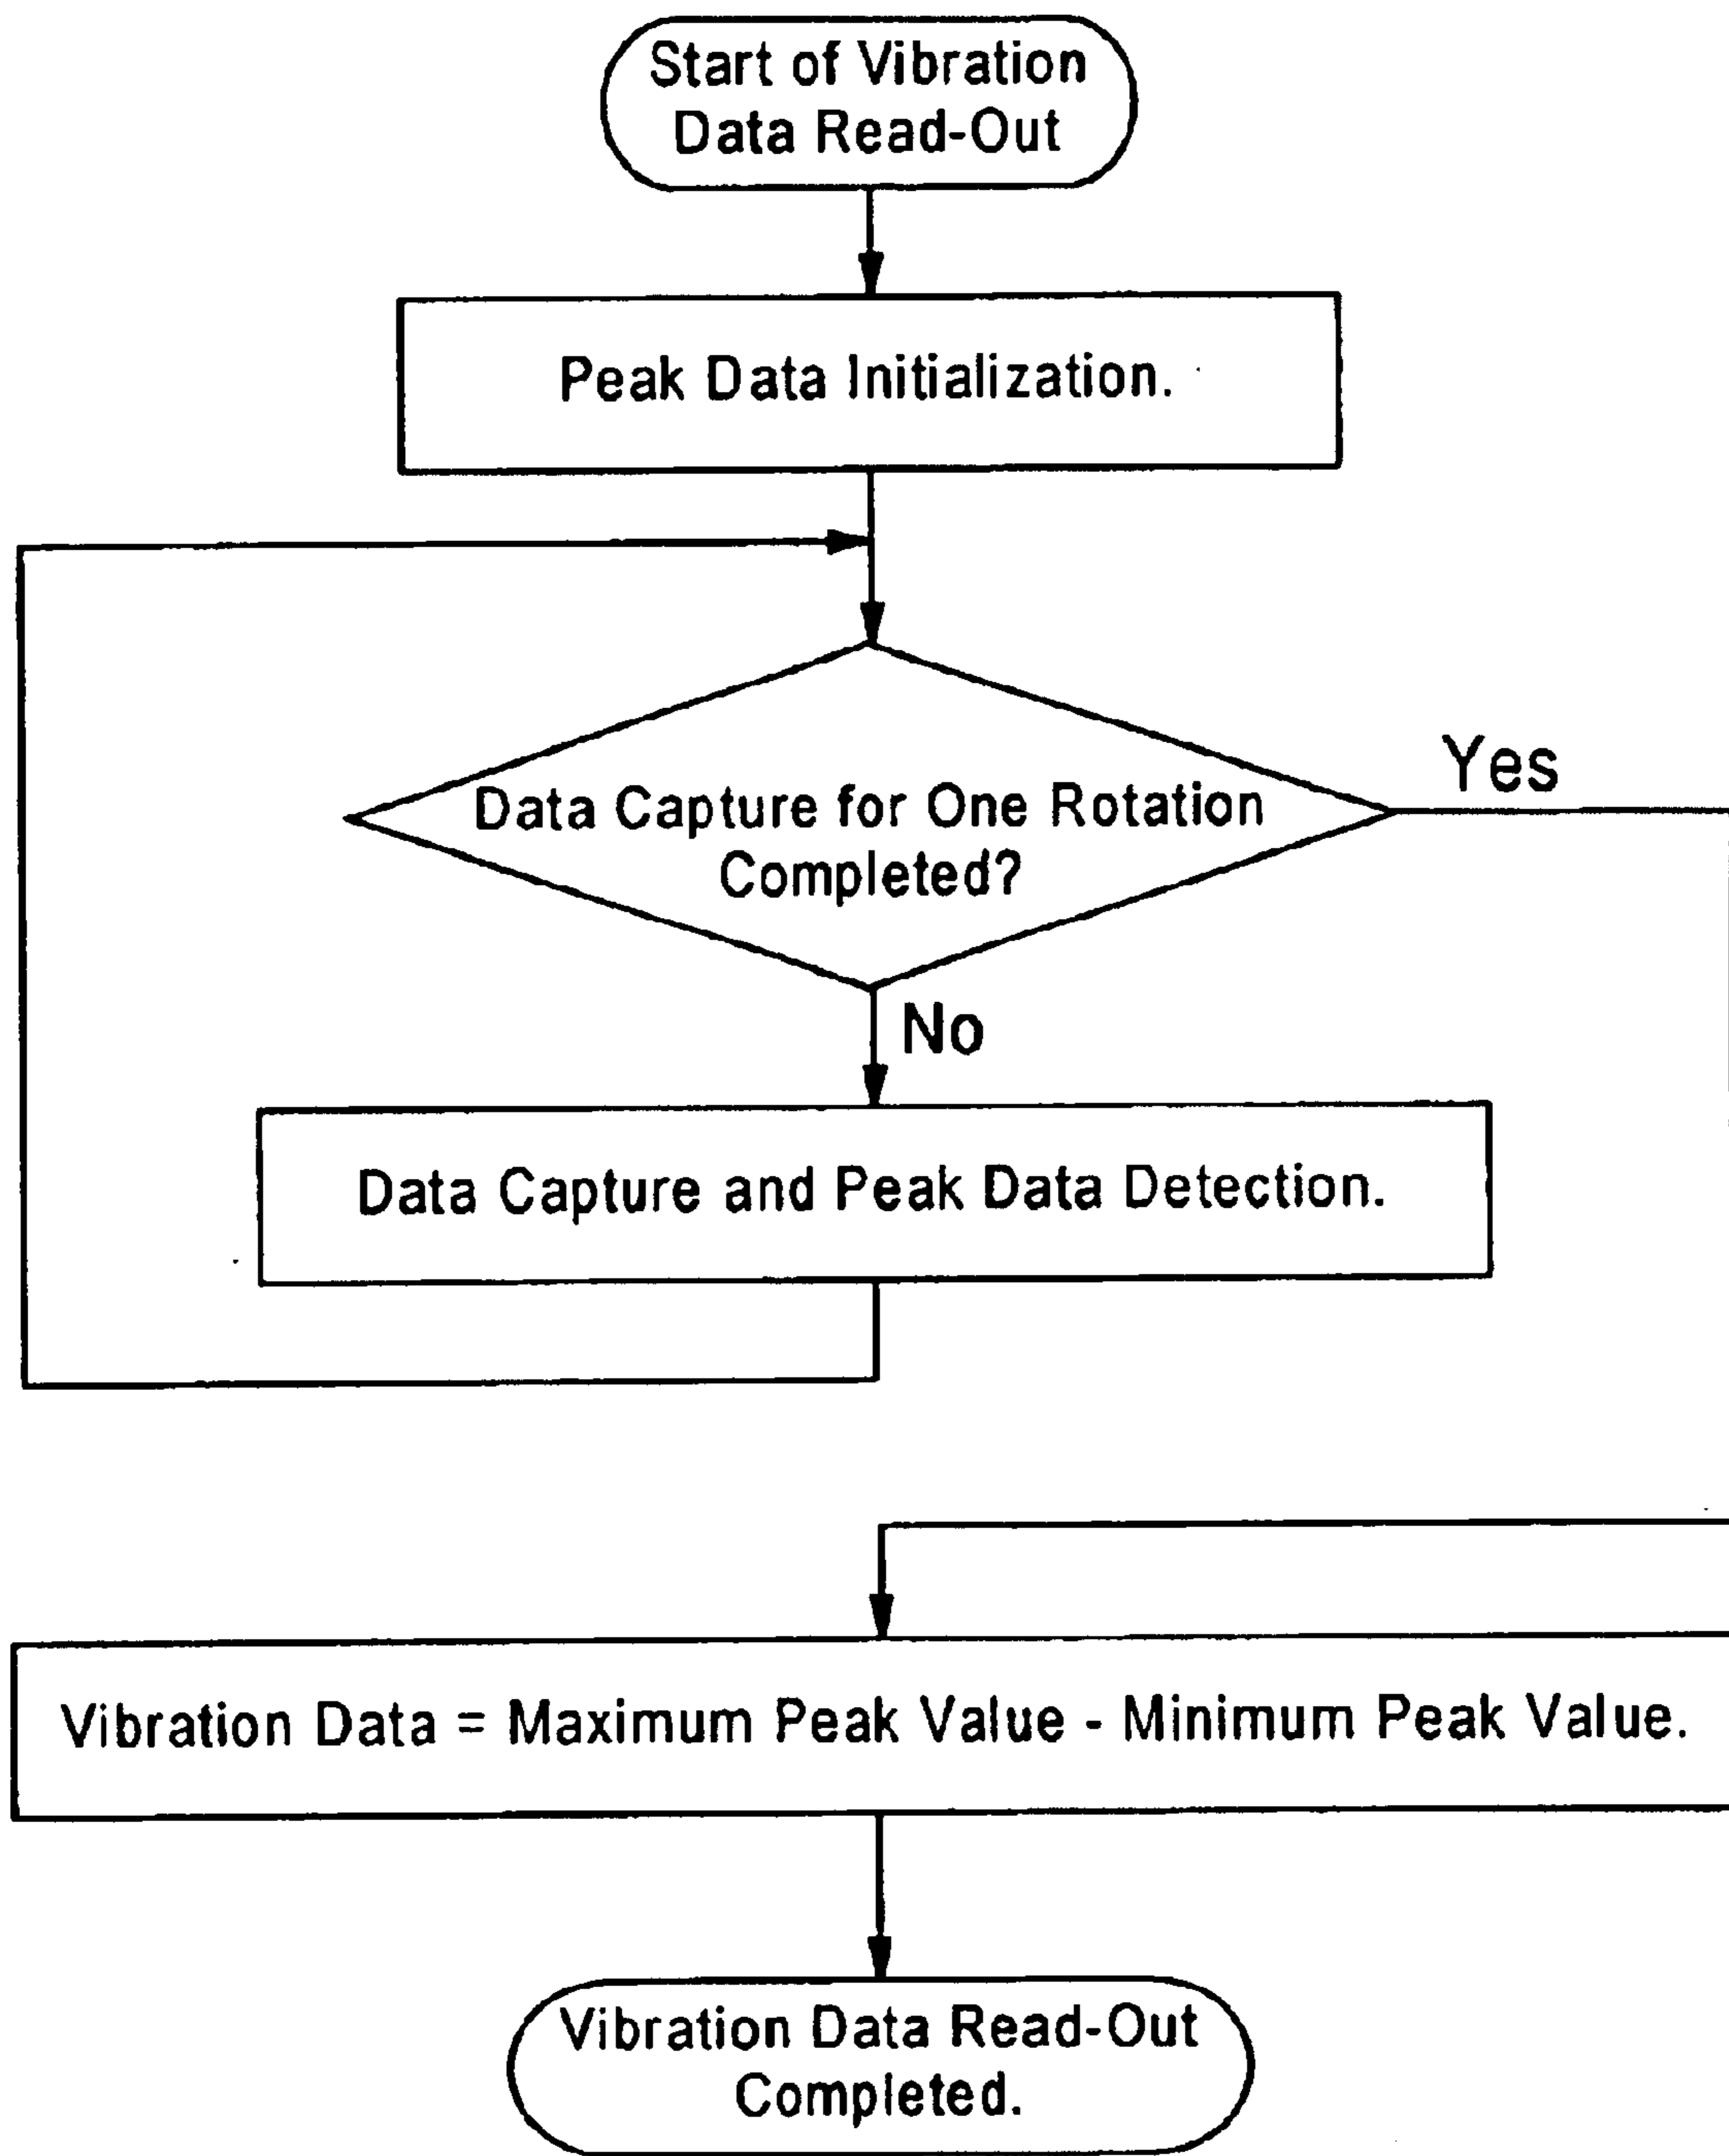 Start of Vibration
Data Read-Out
Peak Data Initialization.
Data Capture for One Rotation
Completed?
Yes
No
Data Capture and Peak Data Detection.
Vibration Data = Maximum Peak Value - Minimum Peak Value.
Vibration Data Read-Out
Completed.